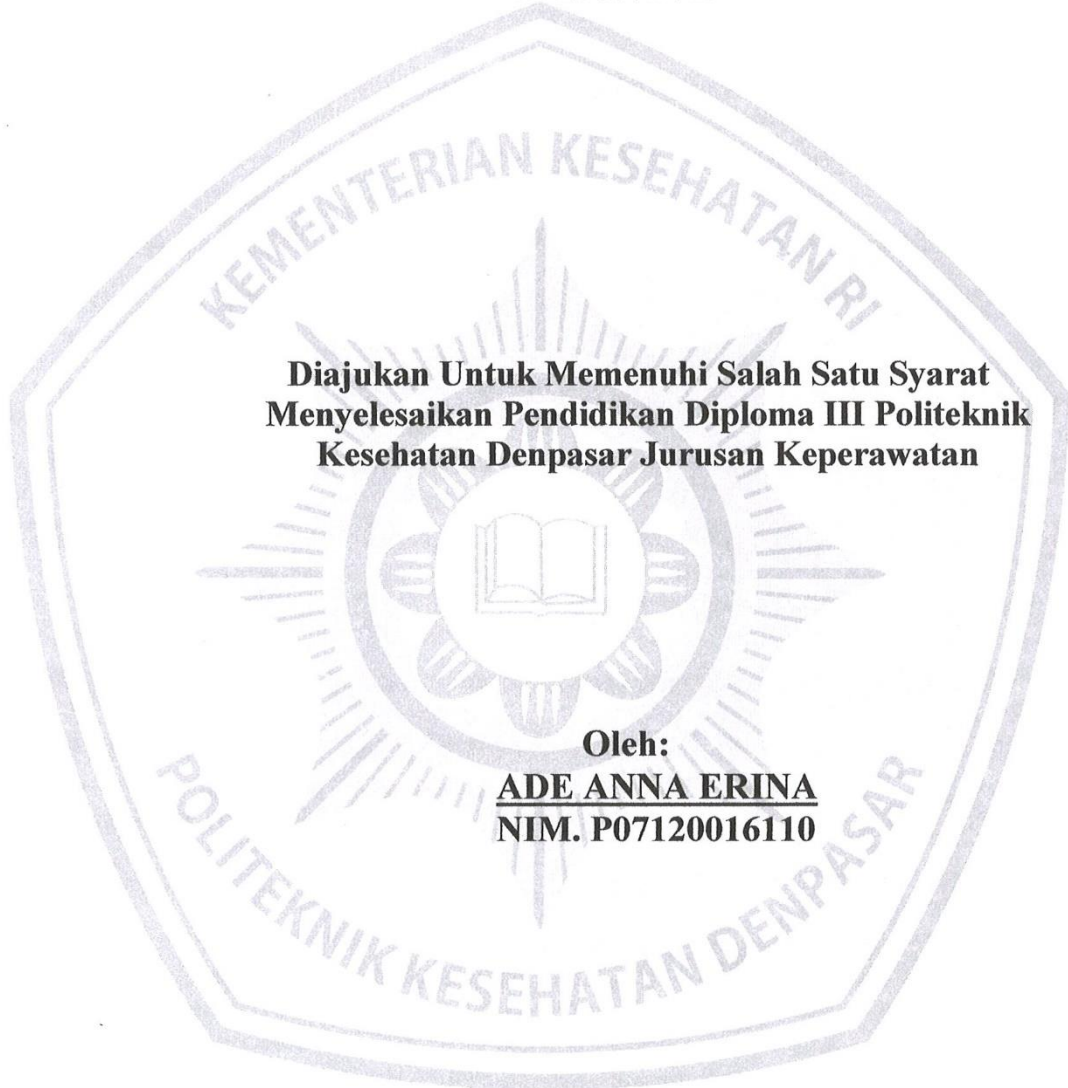 KEMENTERIAN KESEHATAN RI
Diajukan Untuk Memenuhi Salah Satu Syarat
Menyelesaikan Pendidikan Diploma III Politeknik
Kesehatan Denpasar Jurusan Keperawatan
Oleh:
ADE ANNA ERINA
NIM. P07120016110
POLITEKNIK KESEHATAN DENPASAR